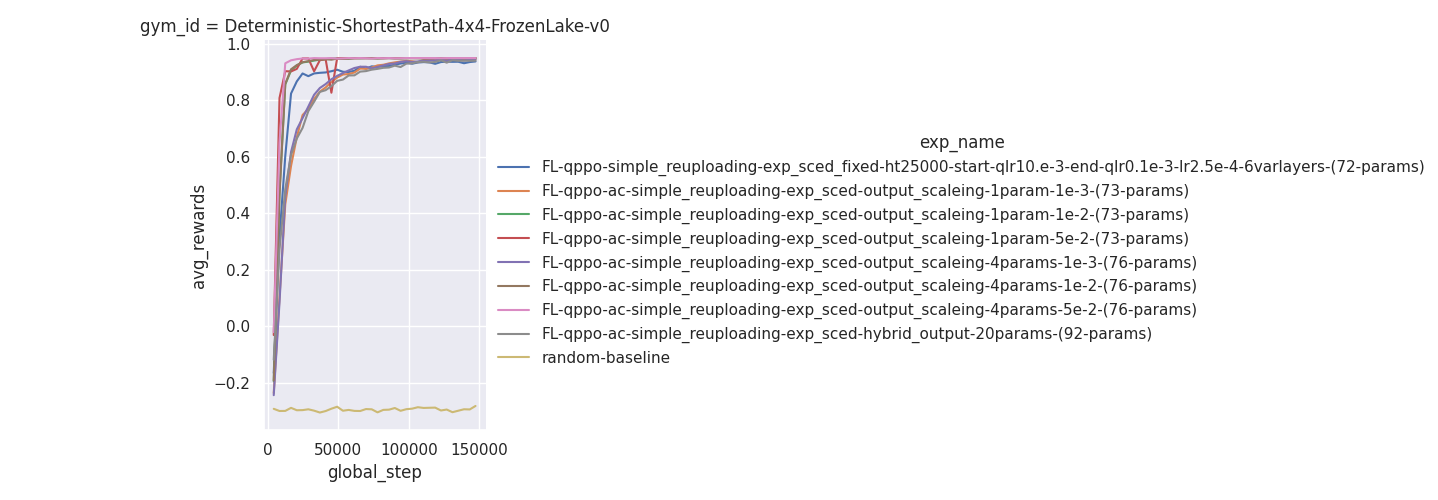 gym_id = Deterministic-ShortestPath-4x4-FrozenLake-v0
1.0
0.8
0.6
0.4
0.2
0.0
−0.2
avg_rewards
0 50000 100000 150000
global_step
exp_name
FL-qppo-simple_reuploading-exp_sced_fixed-ht25000-start-qlr10.e-3-end-qlr0.1e-3-lr2.5e-4-6varlayers-(72-params)
FL-qppo-ac-simple_reuploading-exp_sced-output_scaleing-1param-1e-3-(73-params)
FL-qppo-ac-simple_reuploading-exp_sced-output_scaleing-1param-1e-2-(73-params)
FL-qppo-ac-simple_reuploading-exp_sced-output_scaleing-1param-5e-2-(73-params)
FL-qppo-ac-simple_reuploading-exp_sced-output_scaleing-4params-1e-3-(76-params)
FL-qppo-ac-simple_reuploading-exp_sced-output_scaleing-4params-1e-2-(76-params)
FL-qppo-ac-simple_reuploading-exp_sced-output_scaleing-4params-5e-2-(76-params)
FL-qppo-ac-simple_reuploading-exp_sced-hybrid_output-20params-(92-params)
random-baseline